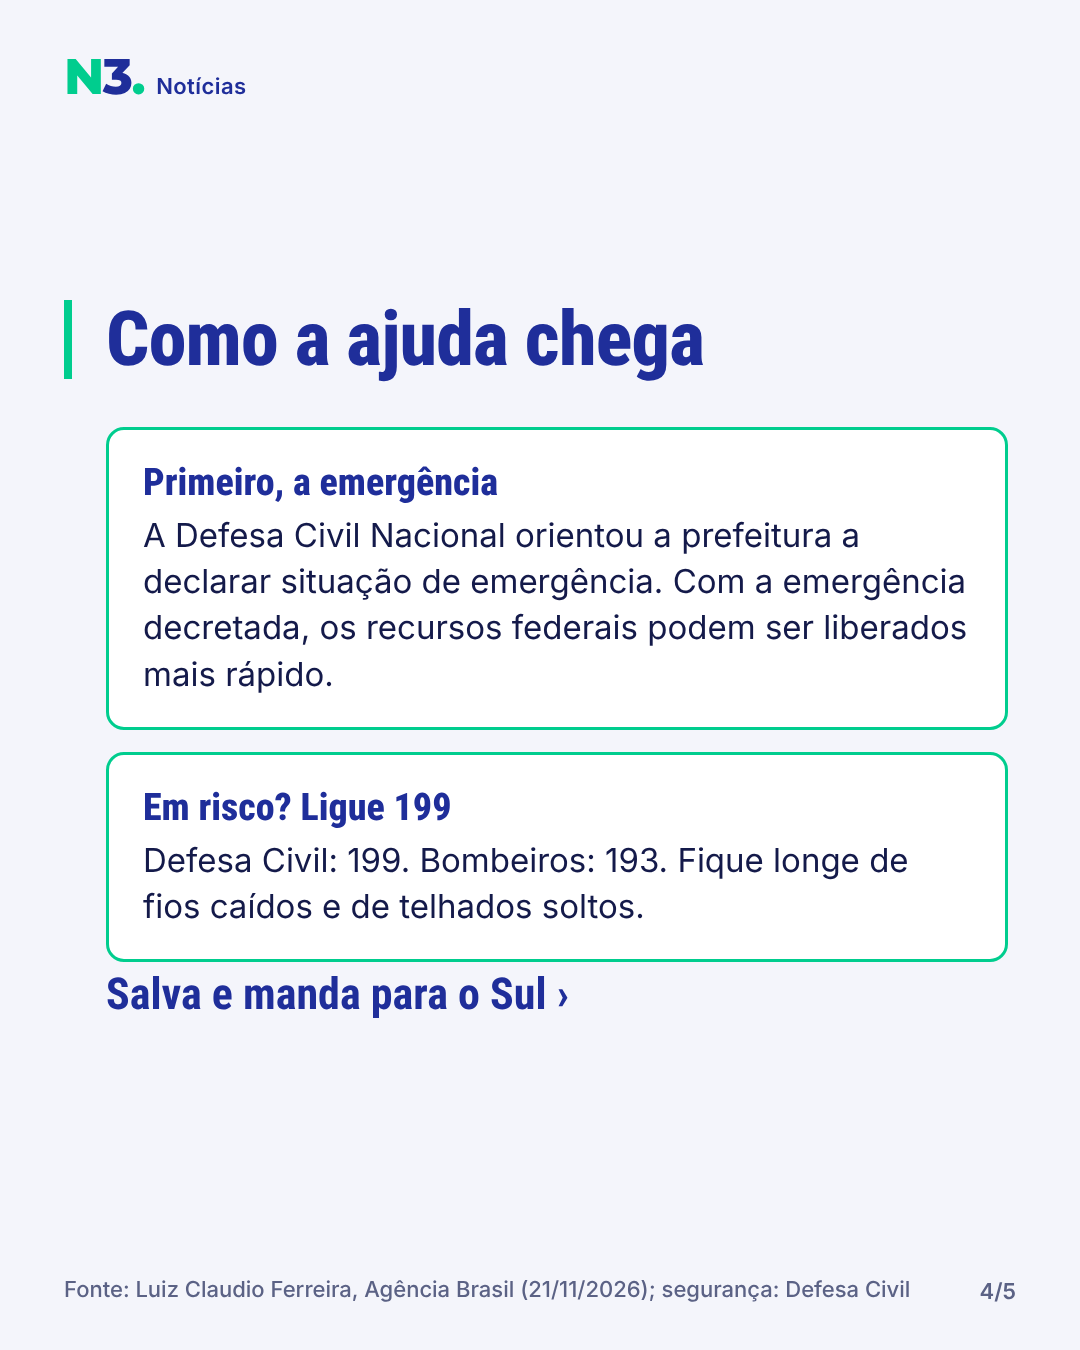 N3. Notícias
Como a ajuda chega
Primeiro, a emergência
A Defesa Civil Nacional orientou a prefeitura a
declarar situação de emergência. Com a emergência
decretada, os recursos federais podem ser liberados
mais rápido.
Em risco? Ligue 199
Defesa Civil: 199. Bombeiros: 193. Fique longe de
fios caídos e de telhados soltos.
Salva e manda para o Sul ›
Fonte: Luiz Claudio Ferreira, Agência Brasil (21/11/2026); segurança: Defesa Civil
4/5